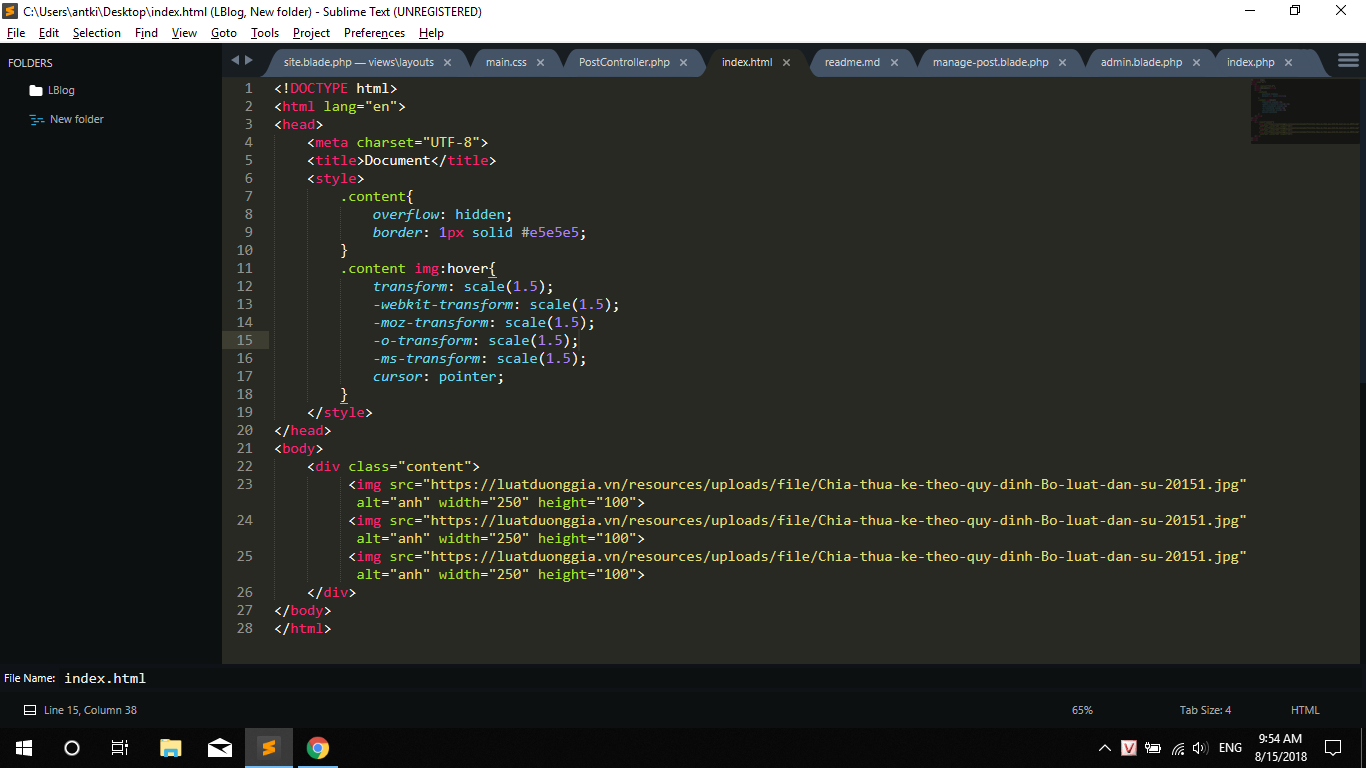 C:\Users\antki\Desktop\index.html (LBlog, New folder) - Sublime Text (UNREGISTERED)
File Edit Selection Find View Goto Tools Project Preferences Help
FOLDERS
LBlog
New folder
site.blade.php — views\layouts × main.css × PostController.php × index.html × readme.md × manage-post.blade.php × admin.blade.php × index.php ×
1 <!DOCTYPE html>
2 <html lang="en">
3 <head>
4 <meta charset="UTF-8">
5 <title>Document</title>
6 <style>
7 .content{
8 overflow: hidden;
9 border: 1px solid #e5e5e5;
10 }
11 .content img:hover{
12 transform: scale(1.5);
13 -webkit-transform: scale(1.5);
14 -moz-transform: scale(1.5);
15 -o-transform: scale(1.5);
16 -ms-transform: scale(1.5);
17 cursor: pointer;
18 }
19 </style>
20 </head>
21 <body>
22 <div class="content">
23 <img src="https://luatduonggia.vn/resources/uploads/file/Chia-thua-ke-theo-quy-dinh-Bo-luat-dan-su-20151.jpg"
alt="anh" width="250" height="100">
24 <img src="https://luatduonggia.vn/resources/uploads/file/Chia-thua-ke-theo-quy-dinh-Bo-luat-dan-su-20151.jpg"
alt="anh" width="250" height="100">
25 <img src="https://luatduonggia.vn/resources/uploads/file/Chia-thua-ke-theo-quy-dinh-Bo-luat-dan-su-20151.jpg"
alt="anh" width="250" height="100">
26 </div>
27 </body>
28 </html>
File Name: index.html
Line 15, Column 38 65% Tab Size: 4 HTML
V ENG 9:54 AM
8/15/2018